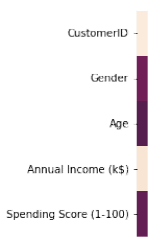 CustomerID
Gender
Age
Annual Income (k$)
Spending Score (1-100)